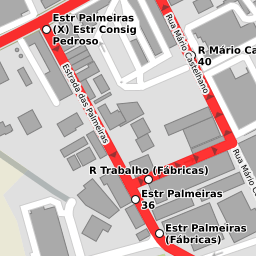 Estr Palmeiras
(X) Estr Consig
Pedroso
Rua Mário Castelhano
R Mário Ca
40
Estrada das Palmeiras
Rua Mário Cast
R Trabalho (Fábricas)
Estr Palmeiras
36
Estr Palmeiras
(Fábricas)